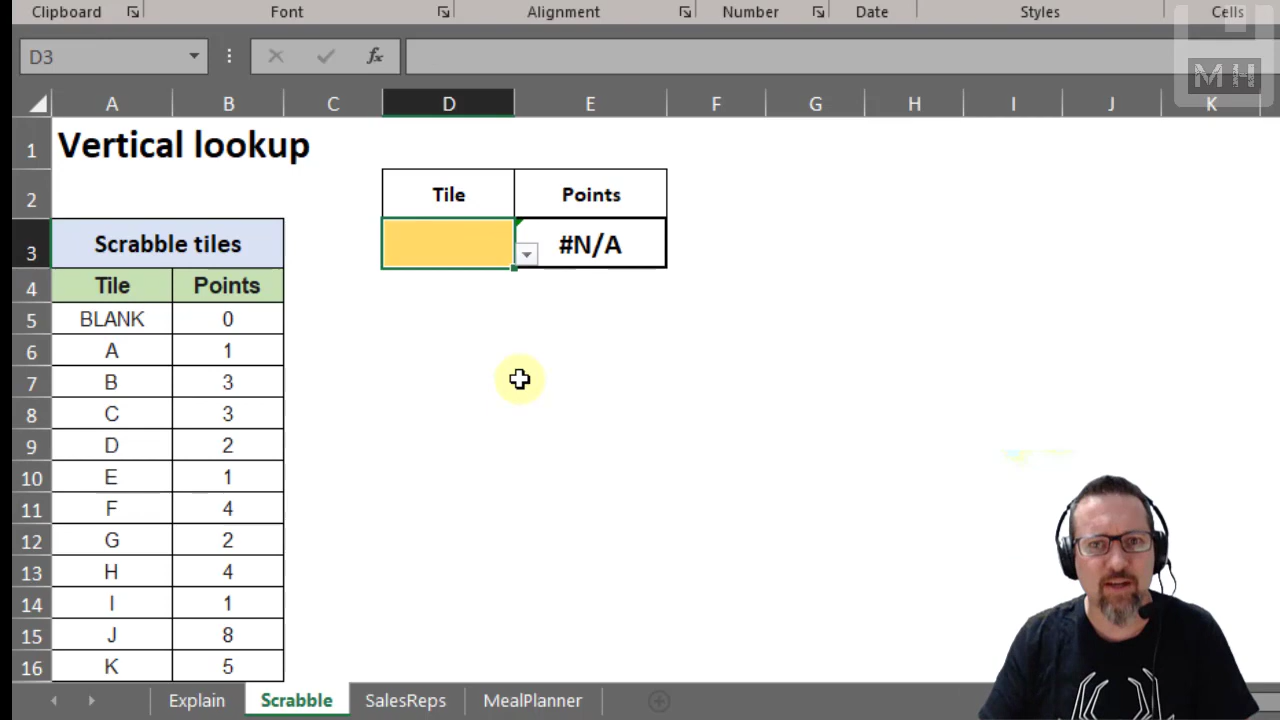 Clipboard Font Alignment Number Date Styles Cells
D3 fx
MH
A B C D E F G H I J K
1 Vertical lookup
2 Tile Points
3 Scrabble tiles #N/A
4 Tile Points
5 BLANK 0
6 A 1
7 B 3
8 C 3
9 D 2
10 E 1
11 F 4
12 G 2
13 H 4
14 I 1
15 J 8
16 K 5
Explain Scrabble SalesReps MealPlanner